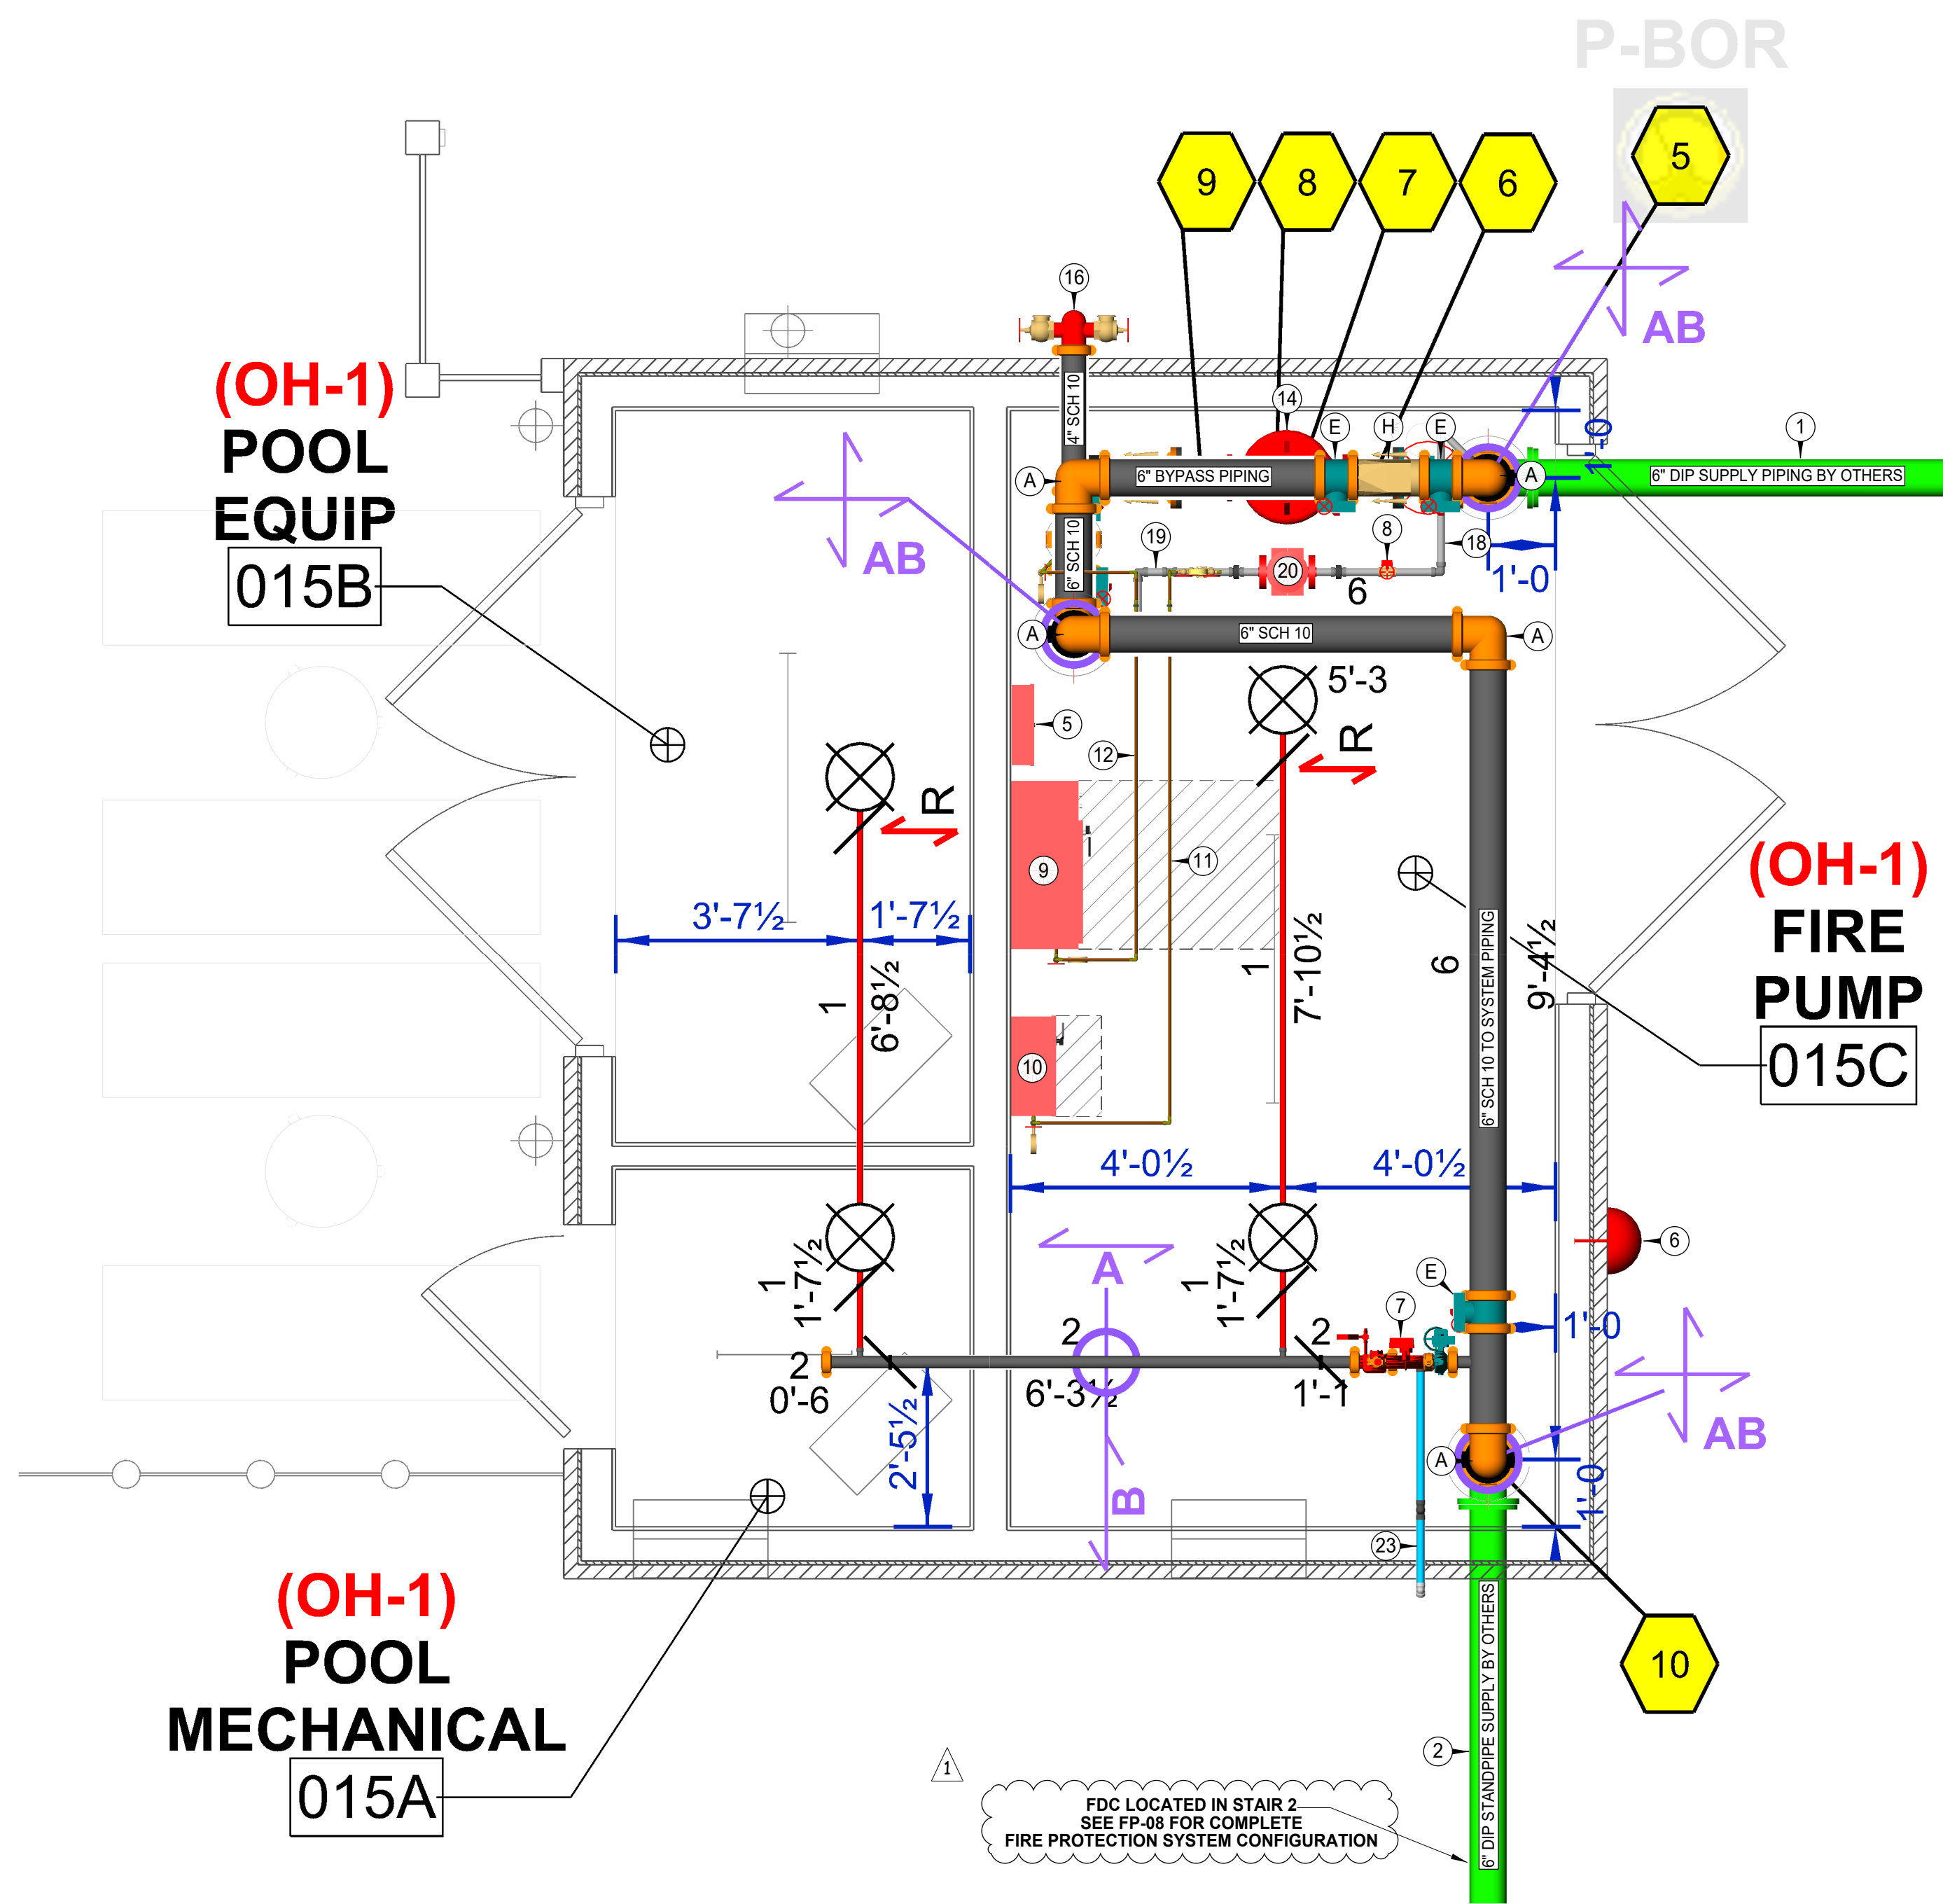 P-BOR
5
9
8
7
6
AB
16
(OH-1)
POOL
EQUIP
015B
4" SCH 10
14
E
H
E
1'-0
1
A
6" BYPASS PIPING
A
6" DIP SUPPLY PIPING BY OTHERS
AB
6" SCH 10
19
20
8
6
18
1'-0
A
6" SCH 10
A
5'-3
R
5
12
R
9
11
(OH-1)
FIRE
PUMP
015C
3'-7½
1'-7½
1
6'-8½
1
7'-10½
6
6" SCH 10 TO SYSTEM PIPING
9'-4½
10
4'-0½
4'-0½
6
A
1
1'-7½
1
1'-7½
E
7
1'-0
2
2
2
0'-6
6'-3½
1'-1
AB
2'-5½
B
A
1'-0
23
(OH-1)
POOL
MECHANICAL
015A
10
1
2
6" DIP STANDPIPE SUPPLY BY OTHERS
FDC LOCATED IN STAIR 2
SEE FP-08 FOR COMPLETE
FIRE PROTECTION SYSTEM CONFIGURATION